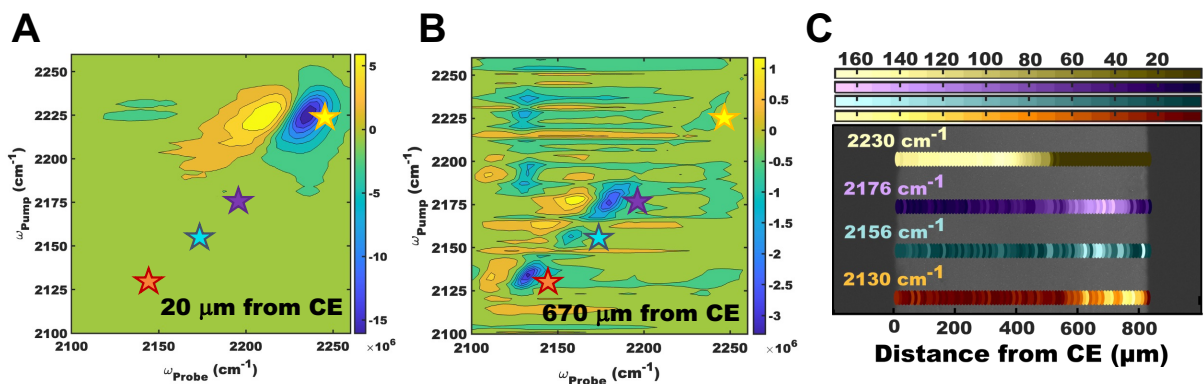 A
2250
2225
2200
2175
2150
2125
2100
ωPump (cm⁻¹)
20 µm from CE
2100
2150
2200
2250
ωProbe (cm⁻¹)
5
0
-5
-10
-15
×10⁶
B
2250
2225
2200
2175
2150
2125
2100
ωPump (cm⁻¹)
670 µm from CE
2100
2150
2200
2250
ωProbe (cm⁻¹)
1
0.5
0
-0.5
-1
-1.5
-2
-2.5
-3
×10⁶
C
160 140 120 100 80 60 40 20
2230 cm⁻¹
2176 cm⁻¹
2156 cm⁻¹
2130 cm⁻¹
0 200 400 600 800
Distance from CE (µm)